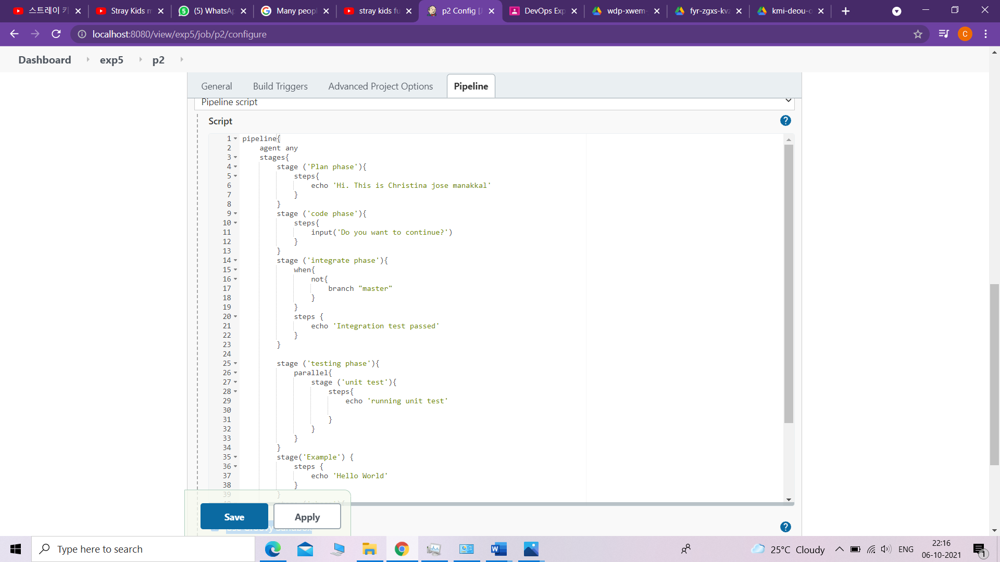 스트레이 키
Stray Kids m
(5) WhatsAp
Many peopl
stray kids fu
p2 Config [J
DevOps Exp
wdp-xwem-
fyr-zgxs-kvz
kmi-deou-o
localhost:8080/view/exp5/job/p2/configure
C
Dashboard
exp5
p2
General
Build Triggers
Advanced Project Options
Pipeline
Pipeline script
Script
?
1 pipeline{
2 agent any
3 stages{
4 stage ('Plan phase'){
5 steps{
6 echo 'Hi. This is Christina jose manakkal'
7 }
8 }
9 stage ('code phase'){
10 steps{
11 input('Do you want to continue?')
12 }
13 }
14 stage ('integrate phase'){
15 when{
16 not{
17 branch "master"
18 }
19 }
20 steps {
21 echo 'Integration test passed'
22 }
23 }
24
25 stage ('testing phase'){
26 parallel{
27 stage ('unit test'){
28 steps{
29 echo 'running unit test'
30
31 }
32 }
33 }
34 }
35 stage('Example') {
36 steps {
37 echo 'Hello World'
38 }
39 }
Save
Apply
?
Type here to search
25°C Cloudy
ENG
22:16
06-10-2021
1